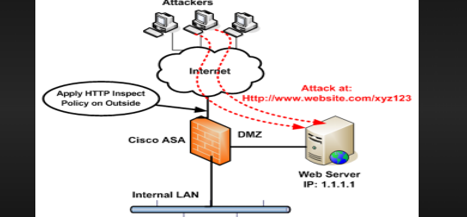 Attackers
Internet
Attack at:
Http://www.website.com/xyz123
Apply HTTP Inspect
Policy on Outside
Cisco ASA
DMZ
Web Server
IP: 1.1.1.1
Internal LAN